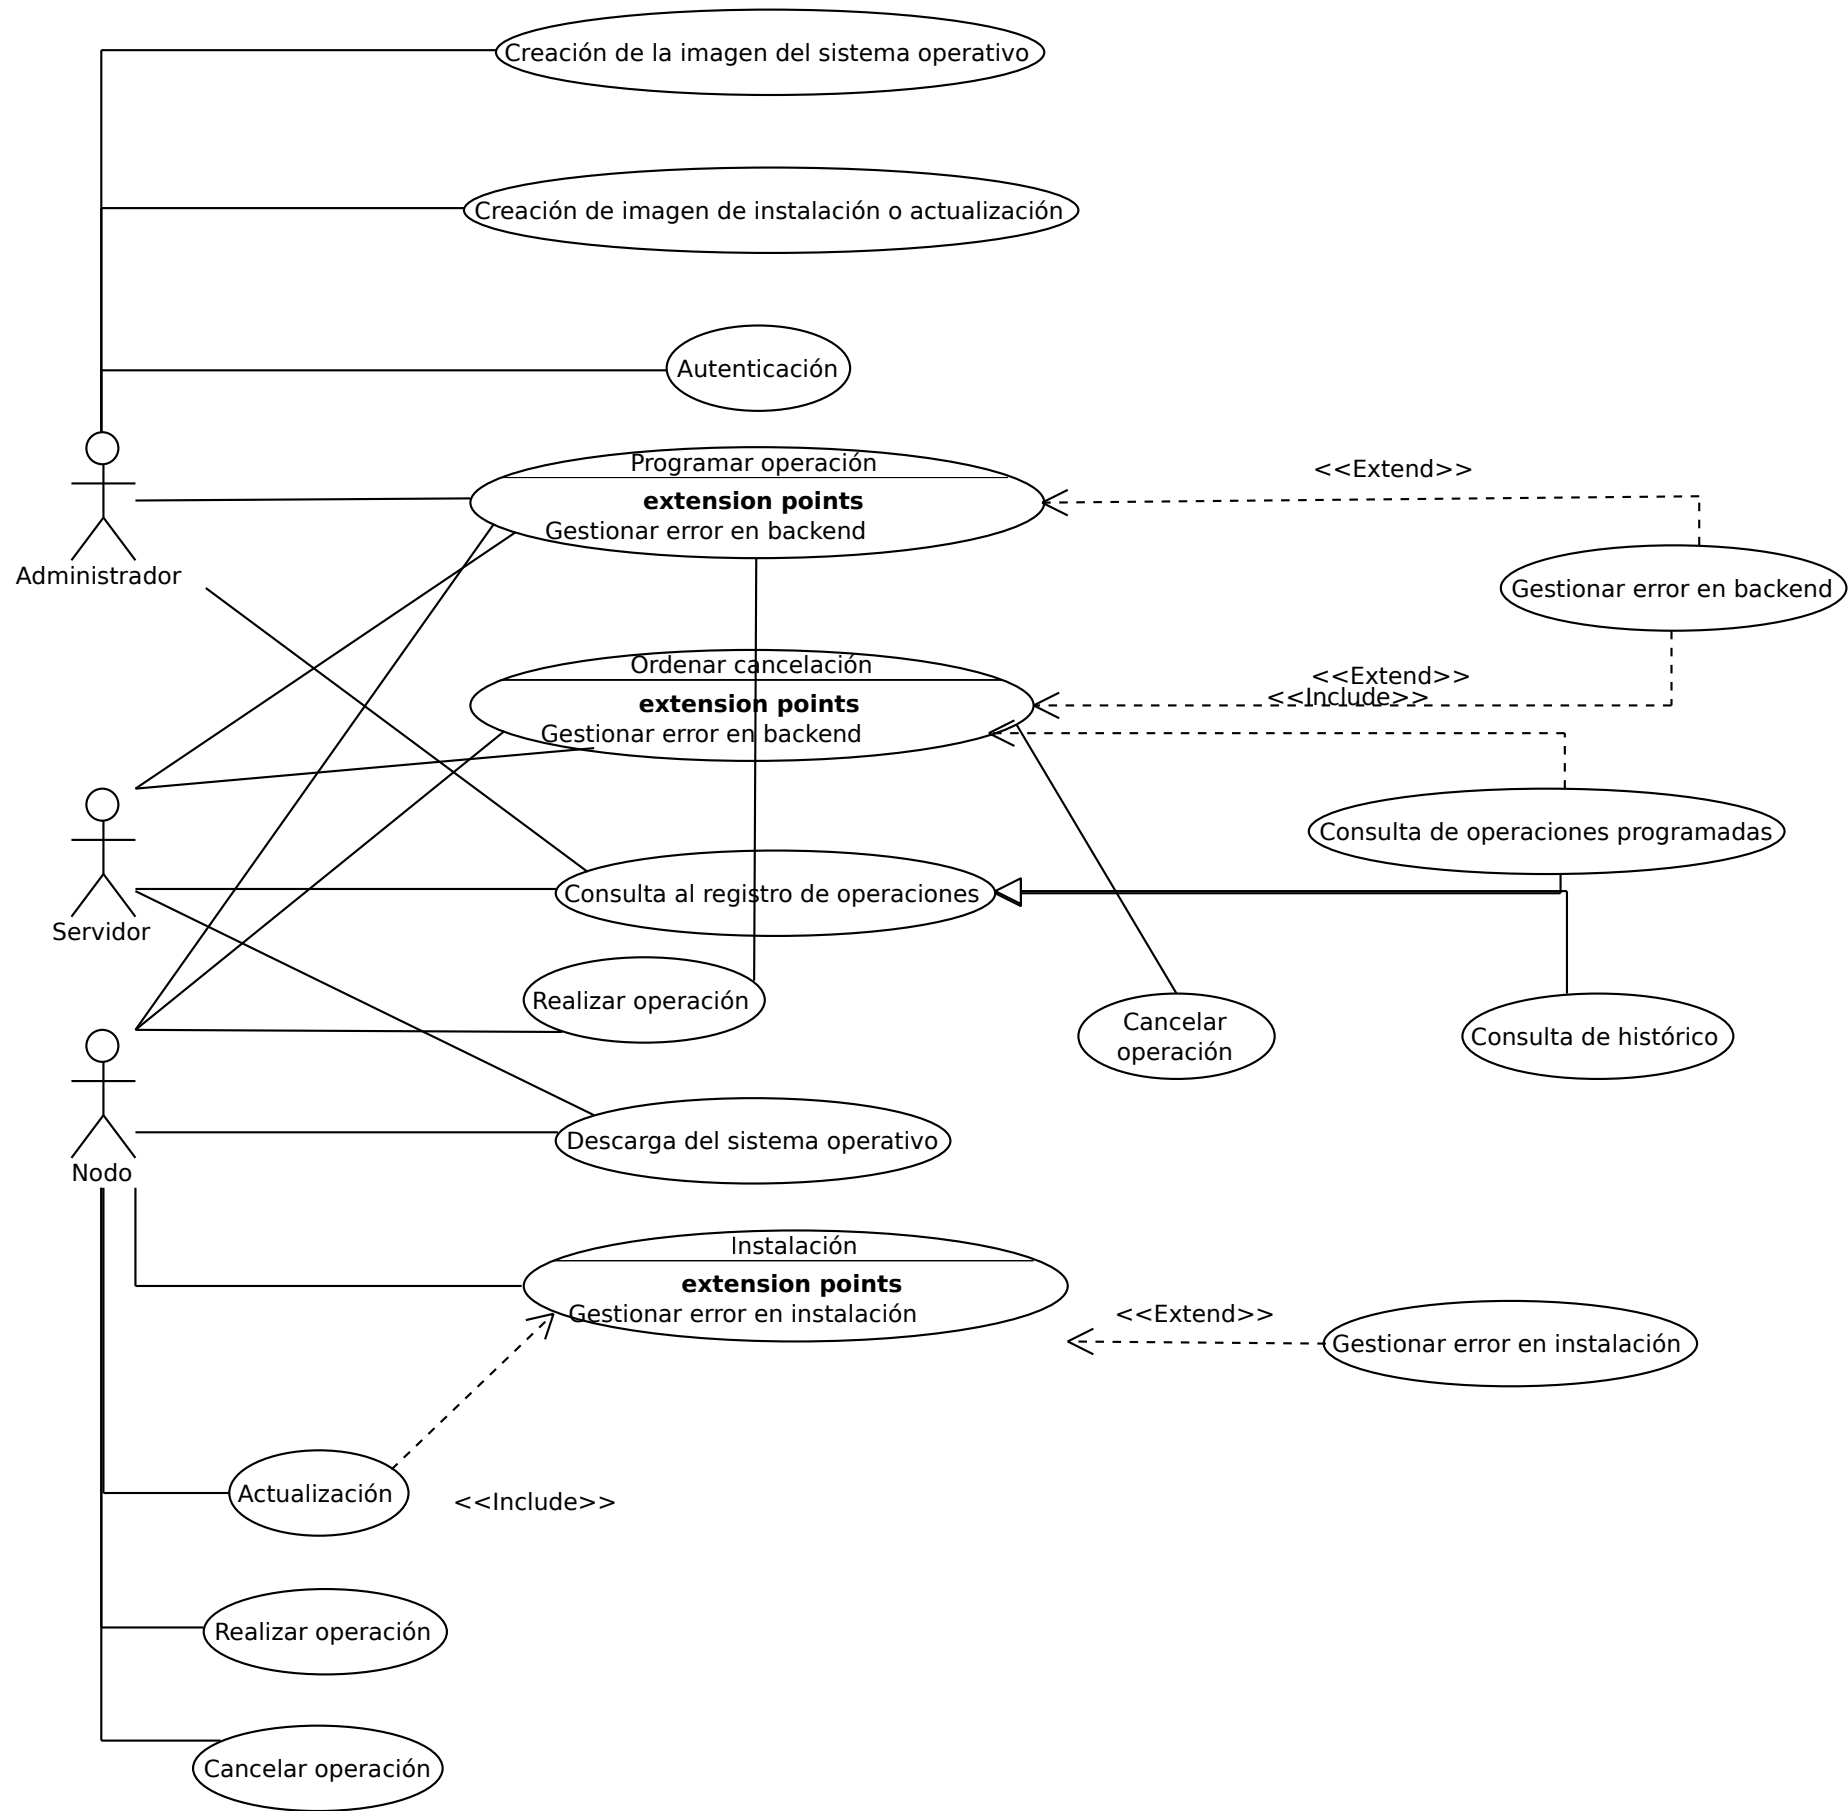 Creación de la imagen del sistema operativo
Creación de imagen de instalación o actualización
Autenticación
Programar operación
extension points
Gestionar error en backend
<<Extend>>
Administrador
Gestionar error en backend
Ordenar cancelación
extension points
Gestionar error en backend
<<Extend>>
<<Include>>
Consulta de operaciones programadas
Servidor
Consulta al registro de operaciones
Realizar operación
Cancelar
operación
Consulta de histórico
Nodo
Descarga del sistema operativo
Instalación
extension points
Gestionar error en instalación
<<Extend>>
Gestionar error en instalación
Actualización
<<Include>>
Realizar operación
Cancelar operación